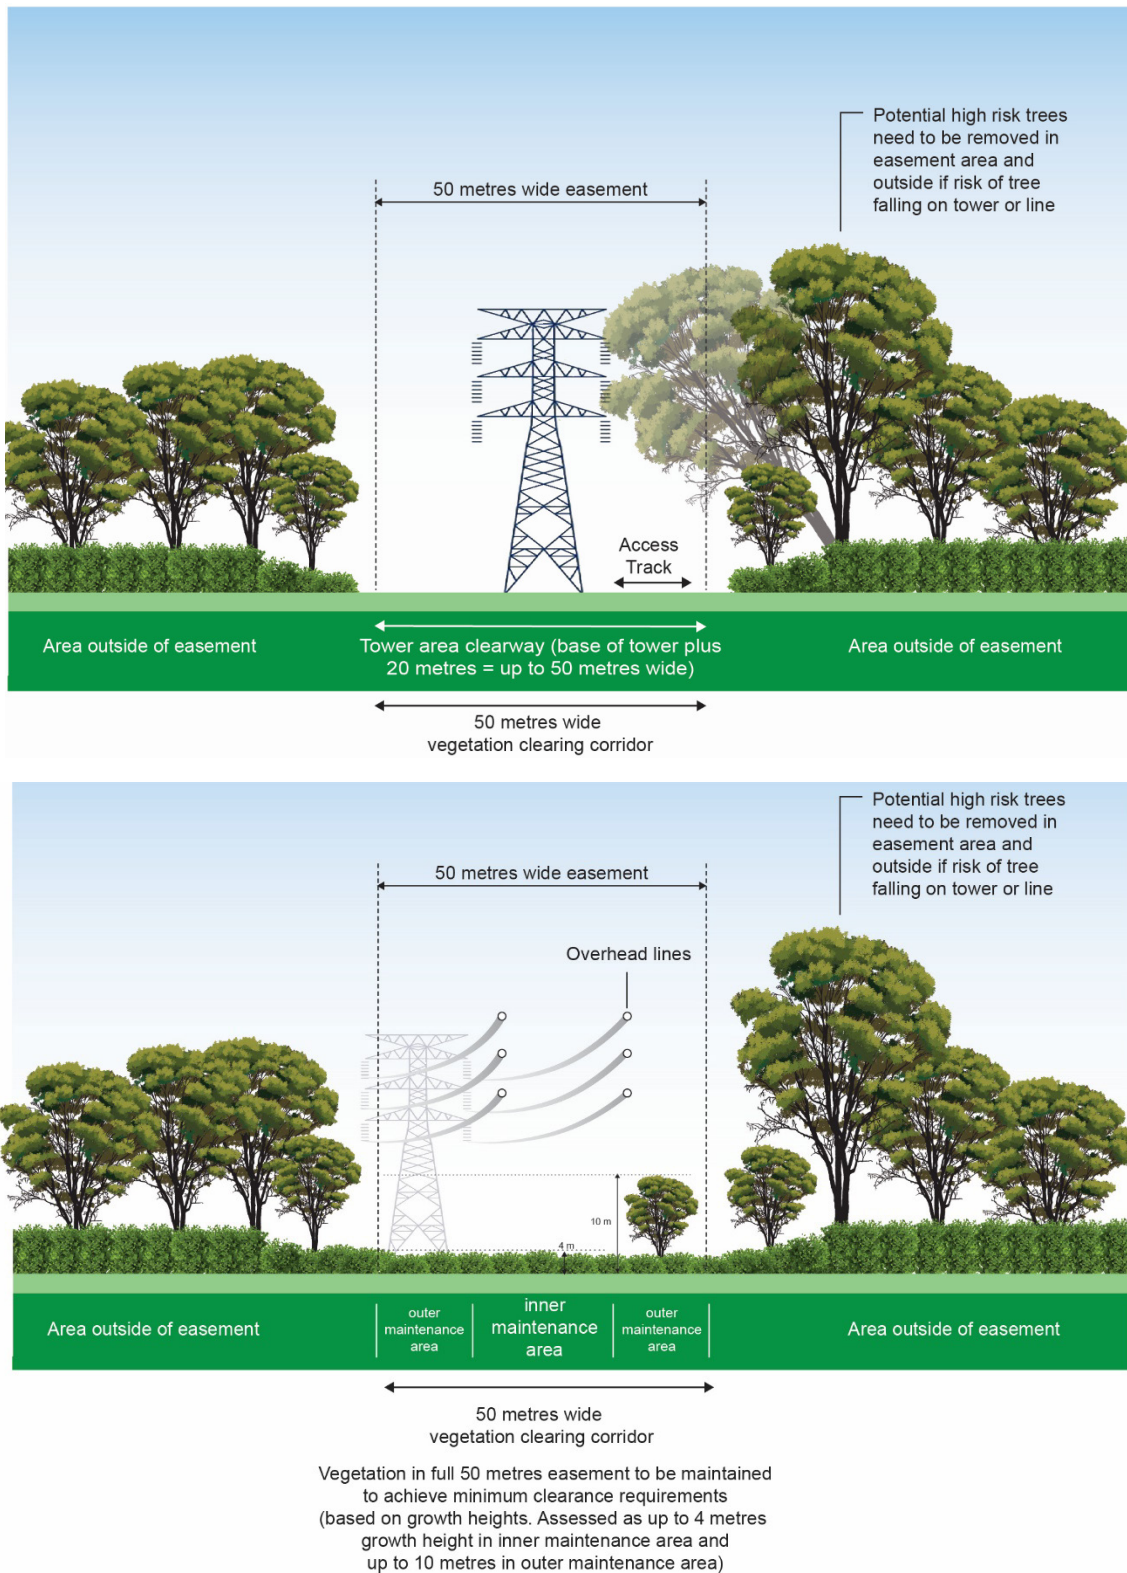 Potential high risk trees
need to be removed in
easement area and
outside if risk of tree
falling on tower or line
50 metres wide easement
Access
Track
Area outside of easement
Tower area clearway (base of tower plus
20 metres = up to 50 metres wide)
Area outside of easement
50 metres wide
vegetation clearing corridor
Potential high risk trees
need to be removed in
easement area and
outside if risk of tree
falling on tower or line
50 metres wide easement
Overhead lines
10 m
4 m
Area outside of easement
outer
maintenance
area
inner
maintenance
area
outer
maintenance
area
Area outside of easement
50 metres wide
vegetation clearing corridor
Vegetation in full 50 metres easement to be maintained
to achieve minimum clearance requirements
(based on growth heights. Assessed as up to 4 metres
growth height in inner maintenance area and
up to 10 metres in outer maintenance area)